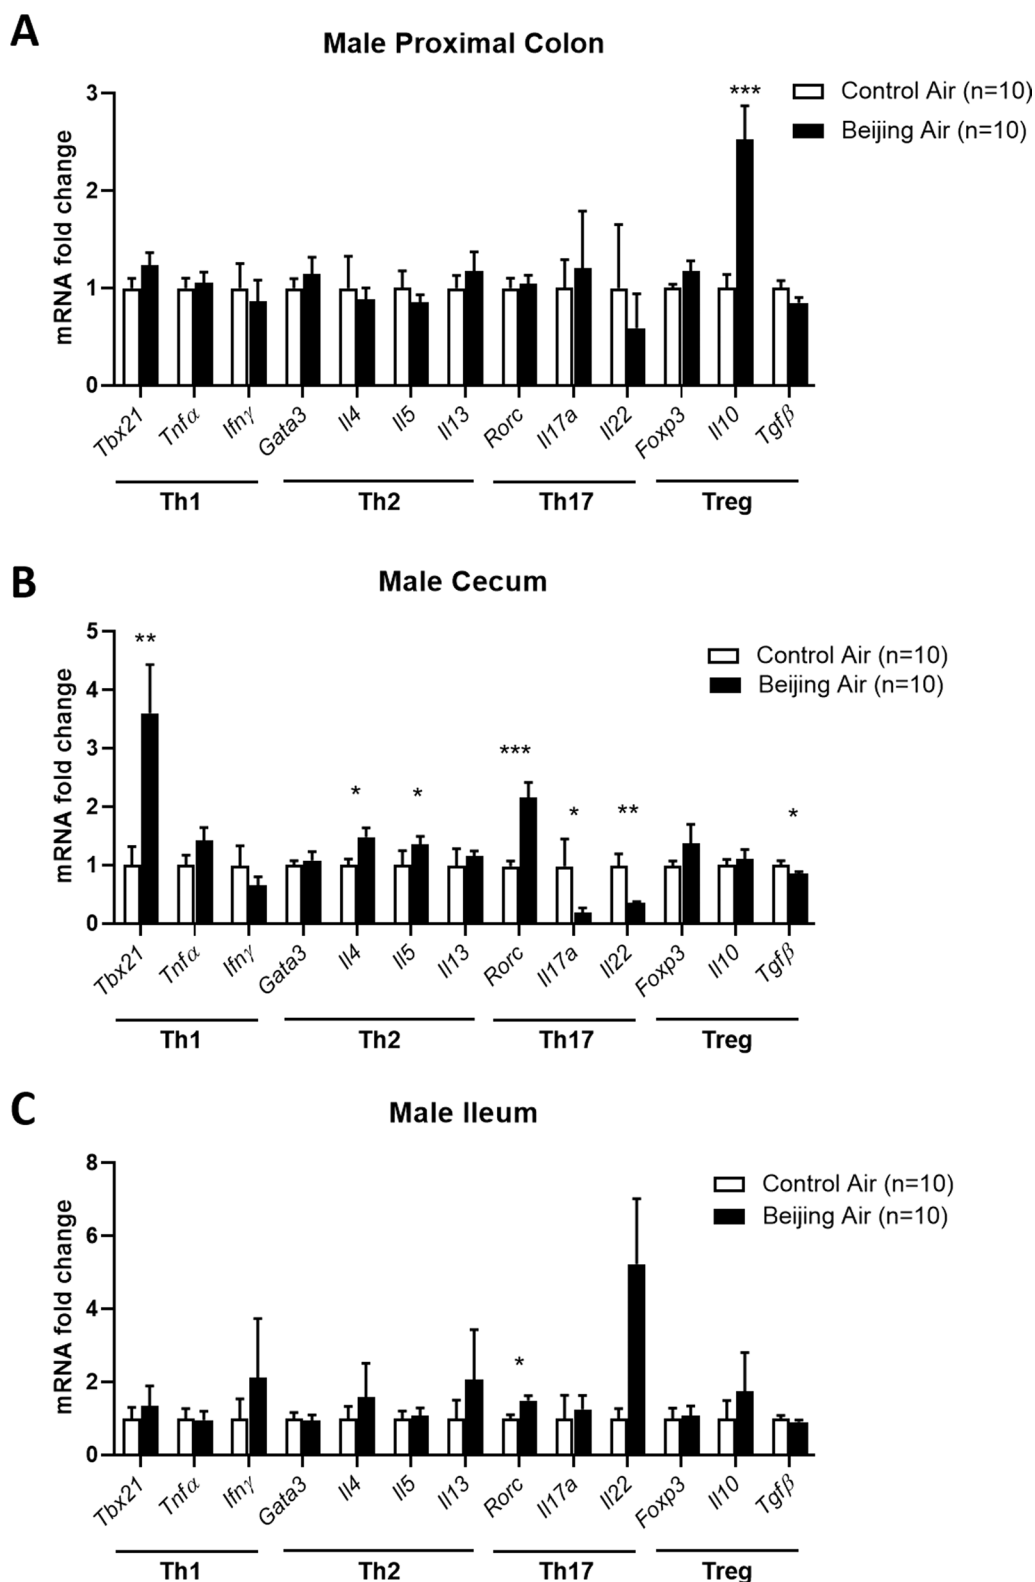 A
Male Proximal Colon
***
Control Air (n=10)
Beijing Air (n=10)
mRNA fold change
3
2
1
0
Tbx21 Tnfα Ifnγ Gata3 Il4 Il5 Il13 Rorc Il17a Il22 Foxp3 Il10 Tgfβ
Th1 Th2 Th17 Treg
B
Male Cecum
Control Air (n=10)
Beijing Air (n=10)
mRNA fold change
5
4
3
2
1
0
** * * *** * ** *
Tbx21 Tnfα Ifnγ Gata3 Il4 Il5 Il13 Rorc Il17a Il22 Foxp3 Il10 Tgfβ
Th1 Th2 Th17 Treg
C
Male Ileum
Control Air (n=10)
Beijing Air (n=10)
mRNA fold change
8
6
4
2
0
*
Tbx21 Tnfα Ifnγ Gata3 Il4 Il5 Il13 Rorc Il17a Il22 Foxp3 Il10 Tgfβ
Th1 Th2 Th17 Treg